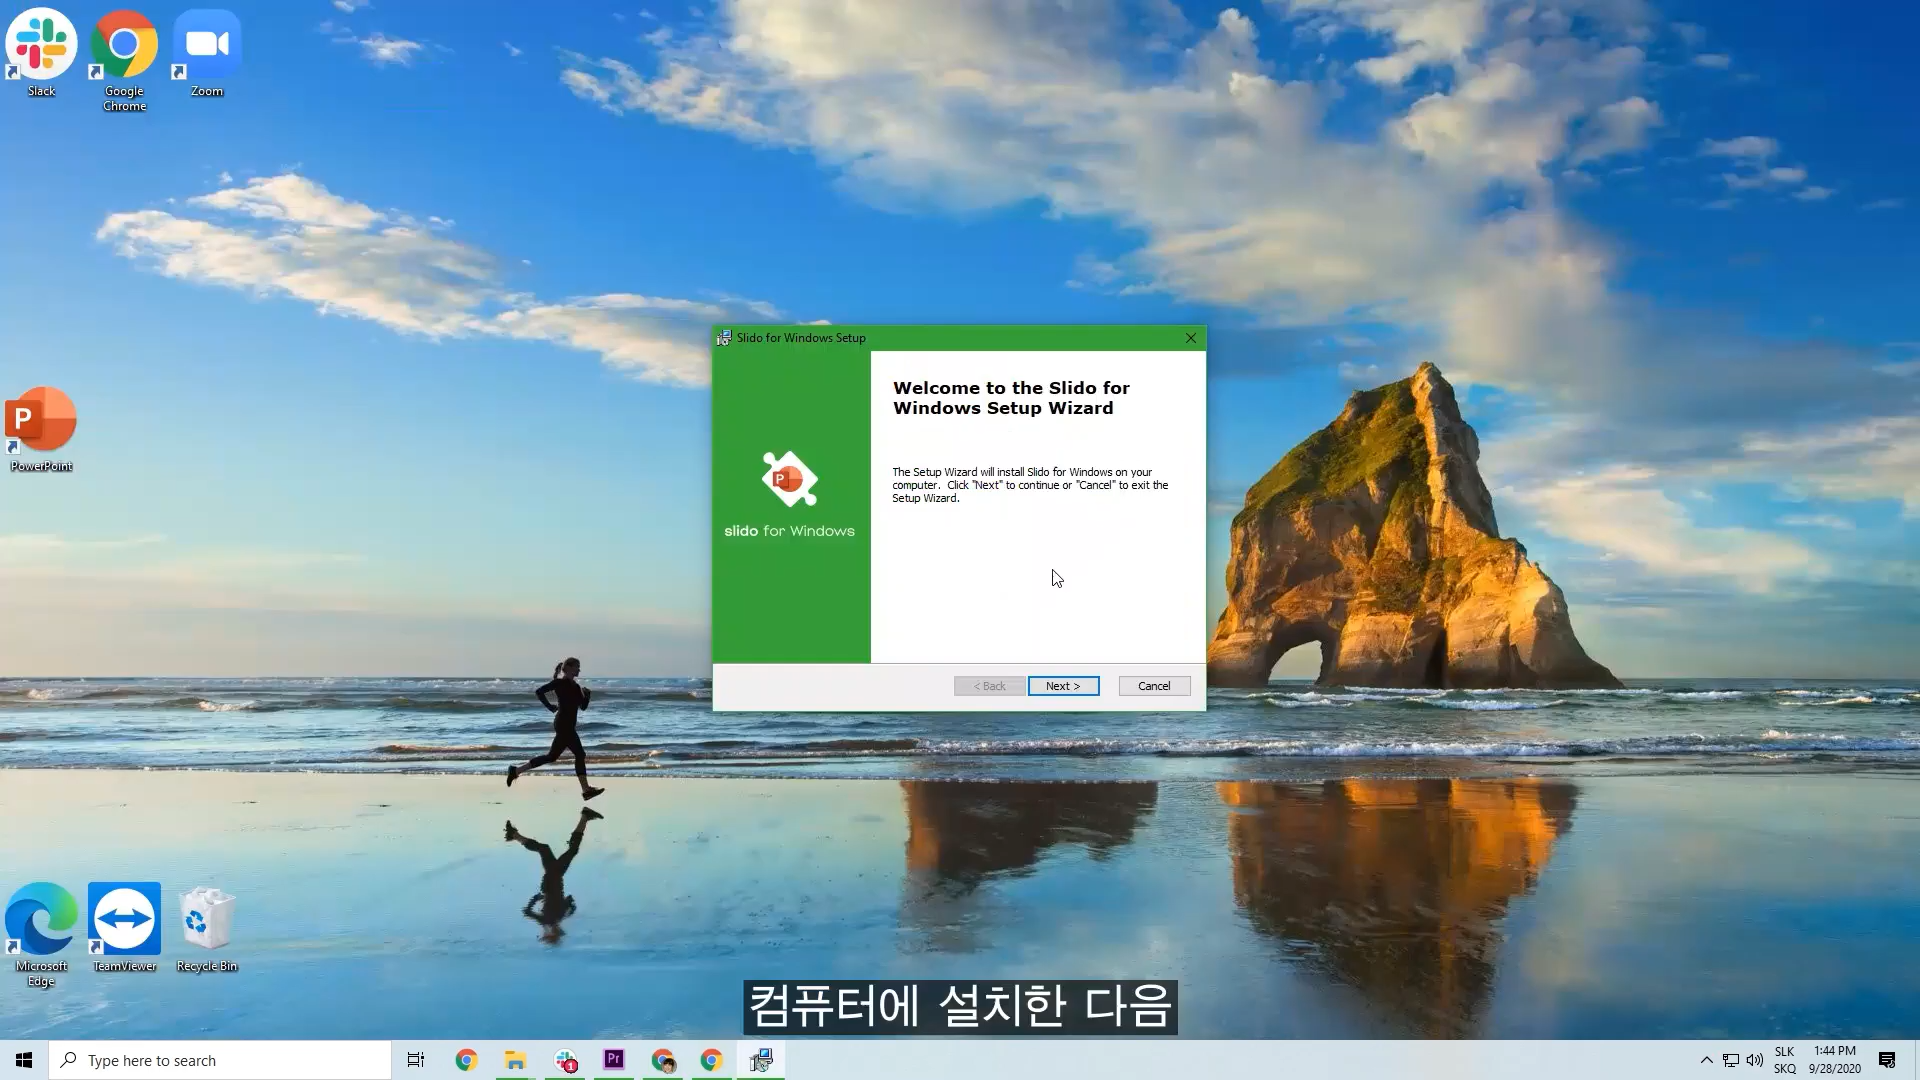 Slack
Google
Chrome
Zoom
Slido for Windows Setup
Welcome to the Slido for
Windows Setup Wizard
P
PowerPoint
The Setup Wizard will install Slido for Windows on your
computer. Click "Next" to continue or "Cancel" to exit the
Setup Wizard.
P
slido for Windows
< Back
Next >
Cancel
Microsoft
Edge
TeamViewer
Recycle Bin
컴퓨터에 설치한 다음
Type here to search
1
Pr
SLK
SKQ
1:44 PM
9/28/2020